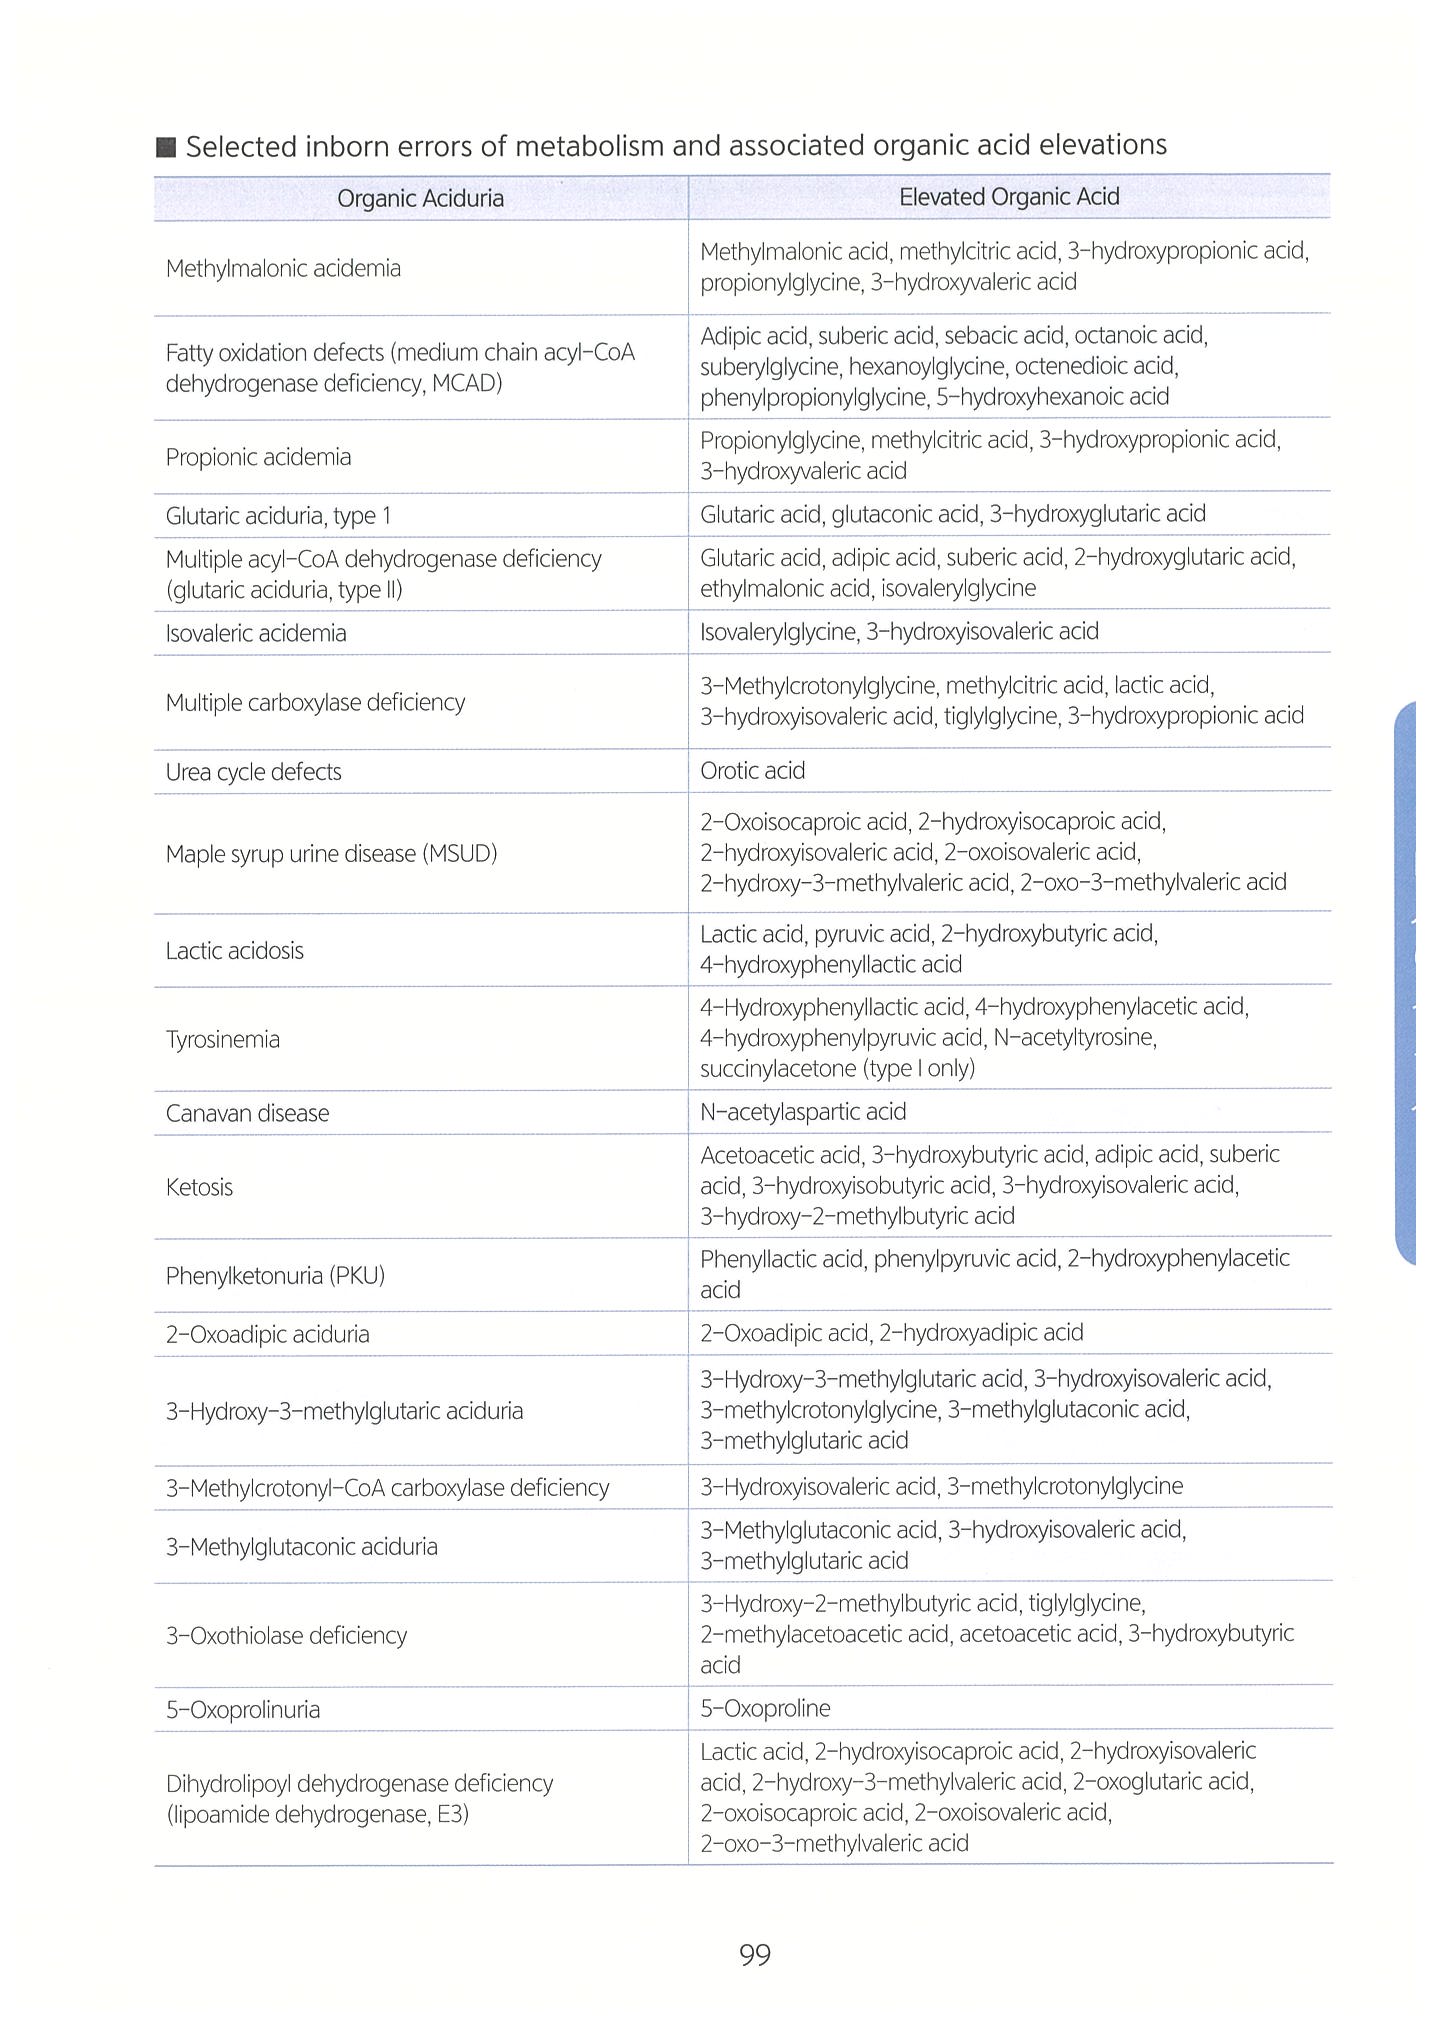 ■ Selected inborn errors of metabolism and associated organic acid elevations
Organic Aciduria
Elevated Organic Acid
Methylmalonic acidemia
Methylmalonic acid, methylcitric acid, 3-hydroxypropionic acid,
propionylglycine, 3-hydroxyvaleric acid
Fatty oxidation defects (medium chain acyl-CoA
dehydrogenase deficiency, MCAD)
Adipic acid, suberic acid, sebacic acid, octanoic acid,
suberylglycine, hexanoylglycine, octenedioic acid,
phenylpropionylglycine, 5-hydroxyhexanoic acid
Propionic acidemia
Propionylglycine, methylcitric acid, 3-hydroxypropionic acid,
3-hydroxyvaleric acid
Glutaric aciduria, type 1
Glutaric acid, glutaconic acid, 3-hydroxyglutaric acid
Multiple acyl-CoA dehydrogenase deficiency
(glutaric aciduria, type II)
Glutaric acid, adipic acid, suberic acid, 2-hydroxyglutaric acid,
ethylmalonic acid, isovalerylglycine
Isovaleric acidemia
Isovalerylglycine, 3-hydroxyisovaleric acid
Multiple carboxylase deficiency
3-Methylcrotonylglycine, methylcitric acid, lactic acid,
3-hydroxyisovaleric acid, tiglylglycine, 3-hydroxypropionic acid
Urea cycle defects
Orotic acid
Maple syrup urine disease (MSUD)
2-Oxoisocaproic acid, 2-hydroxyisocaproic acid,
2-hydroxyisovaleric acid, 2-oxoisovaleric acid,
2-hydroxy-3-methylvaleric acid, 2-oxo-3-methylvaleric acid
Lactic acidosis
Lactic acid, pyruvic acid, 2-hydroxybutyric acid,
4-hydroxyphenyllactic acid
Tyrosinemia
4-Hydroxyphenyllactic acid, 4-hydroxyphenylacetic acid,
4-hydroxyphenylpyruvic acid, N-acetyltyrosine,
succinylacetone (type I only)
Canavan disease
N-acetylaspartic acid
Ketosis
Acetoacetic acid, 3-hydroxybutyric acid, adipic acid, suberic
acid, 3-hydroxyisobutyric acid, 3-hydroxyisovaleric acid,
3-hydroxy-2-methylbutyric acid
Phenylketonuria (PKU)
Phenyllactic acid, phenylpyruvic acid, 2-hydroxyphenylacetic
acid
2-Oxoadipic aciduria
2-Oxoadipic acid, 2-hydroxyadipic acid
3-Hydroxy-3-methylglutaric aciduria
3-Hydroxy-3-methylglutaric acid, 3-hydroxyisovaleric acid,
3-methylcrotonylglycine, 3-methylglutaconic acid,
3-methylglutaric acid
3-Methylcrotonyl-CoA carboxylase deficiency
3-Hydroxyisovaleric acid, 3-methylcrotonylglycine
3-Methylglutaconic aciduria
3-Methylglutaconic acid, 3-hydroxyisovaleric acid,
3-methylglutaric acid
3-Oxothiolase deficiency
3-Hydroxy-2-methylbutyric acid, tiglylglycine,
2-methylacetoacetic acid, acetoacetic acid, 3-hydroxybutyric
acid
5-Oxoprolinuria
5-Oxoproline
Dihydrolipoyl dehydrogenase deficiency
(lipoamide dehydrogenase, E3)
Lactic acid, 2-hydroxyisocaproic acid, 2-hydroxyisovaleric
acid, 2-hydroxy-3-methylvaleric acid, 2-oxoglutaric acid,
2-oxoisocaproic acid, 2-oxoisovaleric acid,
2-oxo-3-methylvaleric acid
99